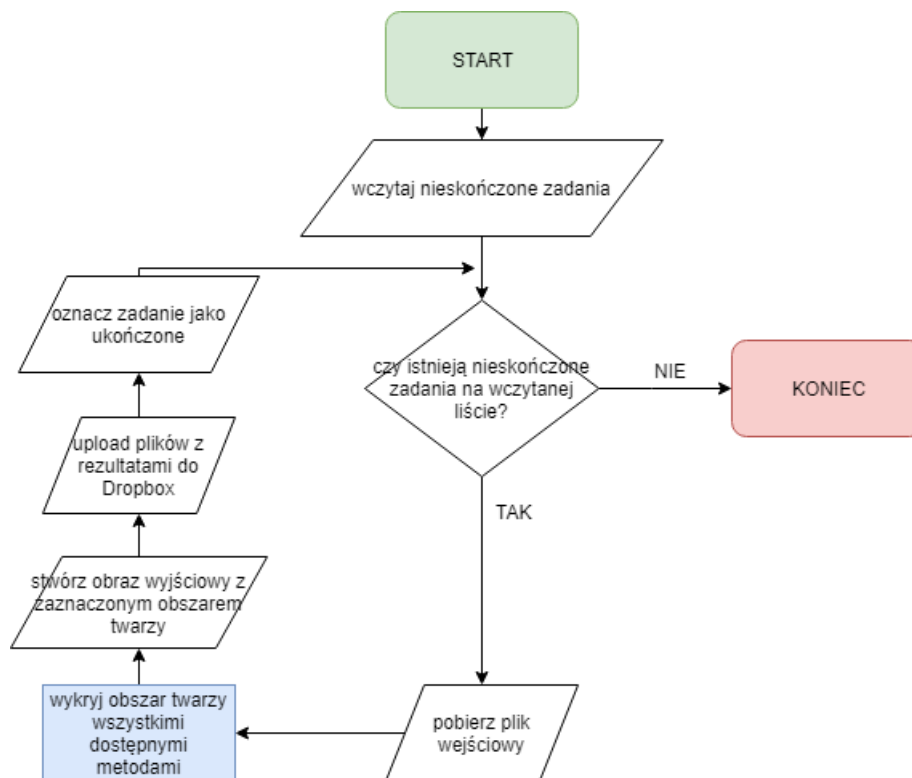 START
wczytaj nieskończone zadania
oznacz zadanie jako
ukończone
czy istnieją nieskończone
zadania na wczytanej
liście?
NIE
KONIEC
upload plików z
rezultatami do
Dropbox
TAK
stwórz obraz wyjściowy z
zaznaczonym obszarem
twarzy
wykryj obszar twarzy
wszystkimi
dostępnymi
metodami
pobierz plik
wejściowy